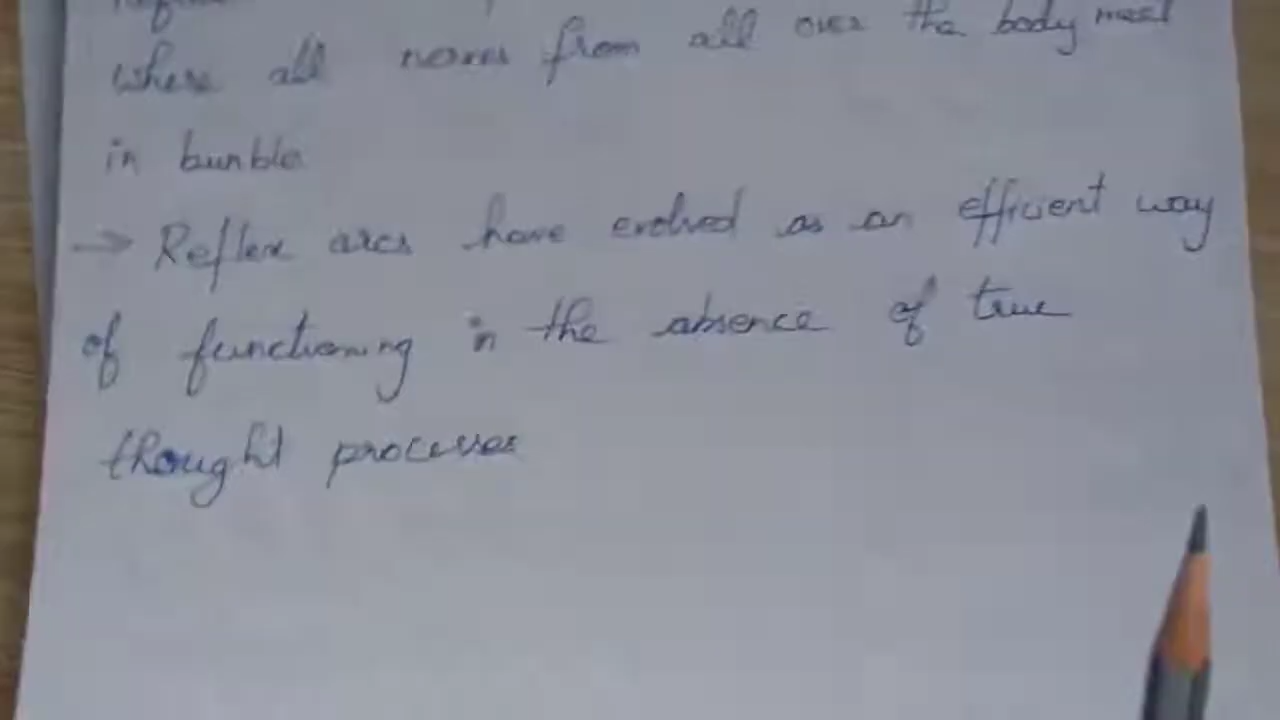 where all nerves from all over the body meet
in bunble
→ Reflex arcs have evolved as an efficient way
of functioning in the absence of true
thought processes